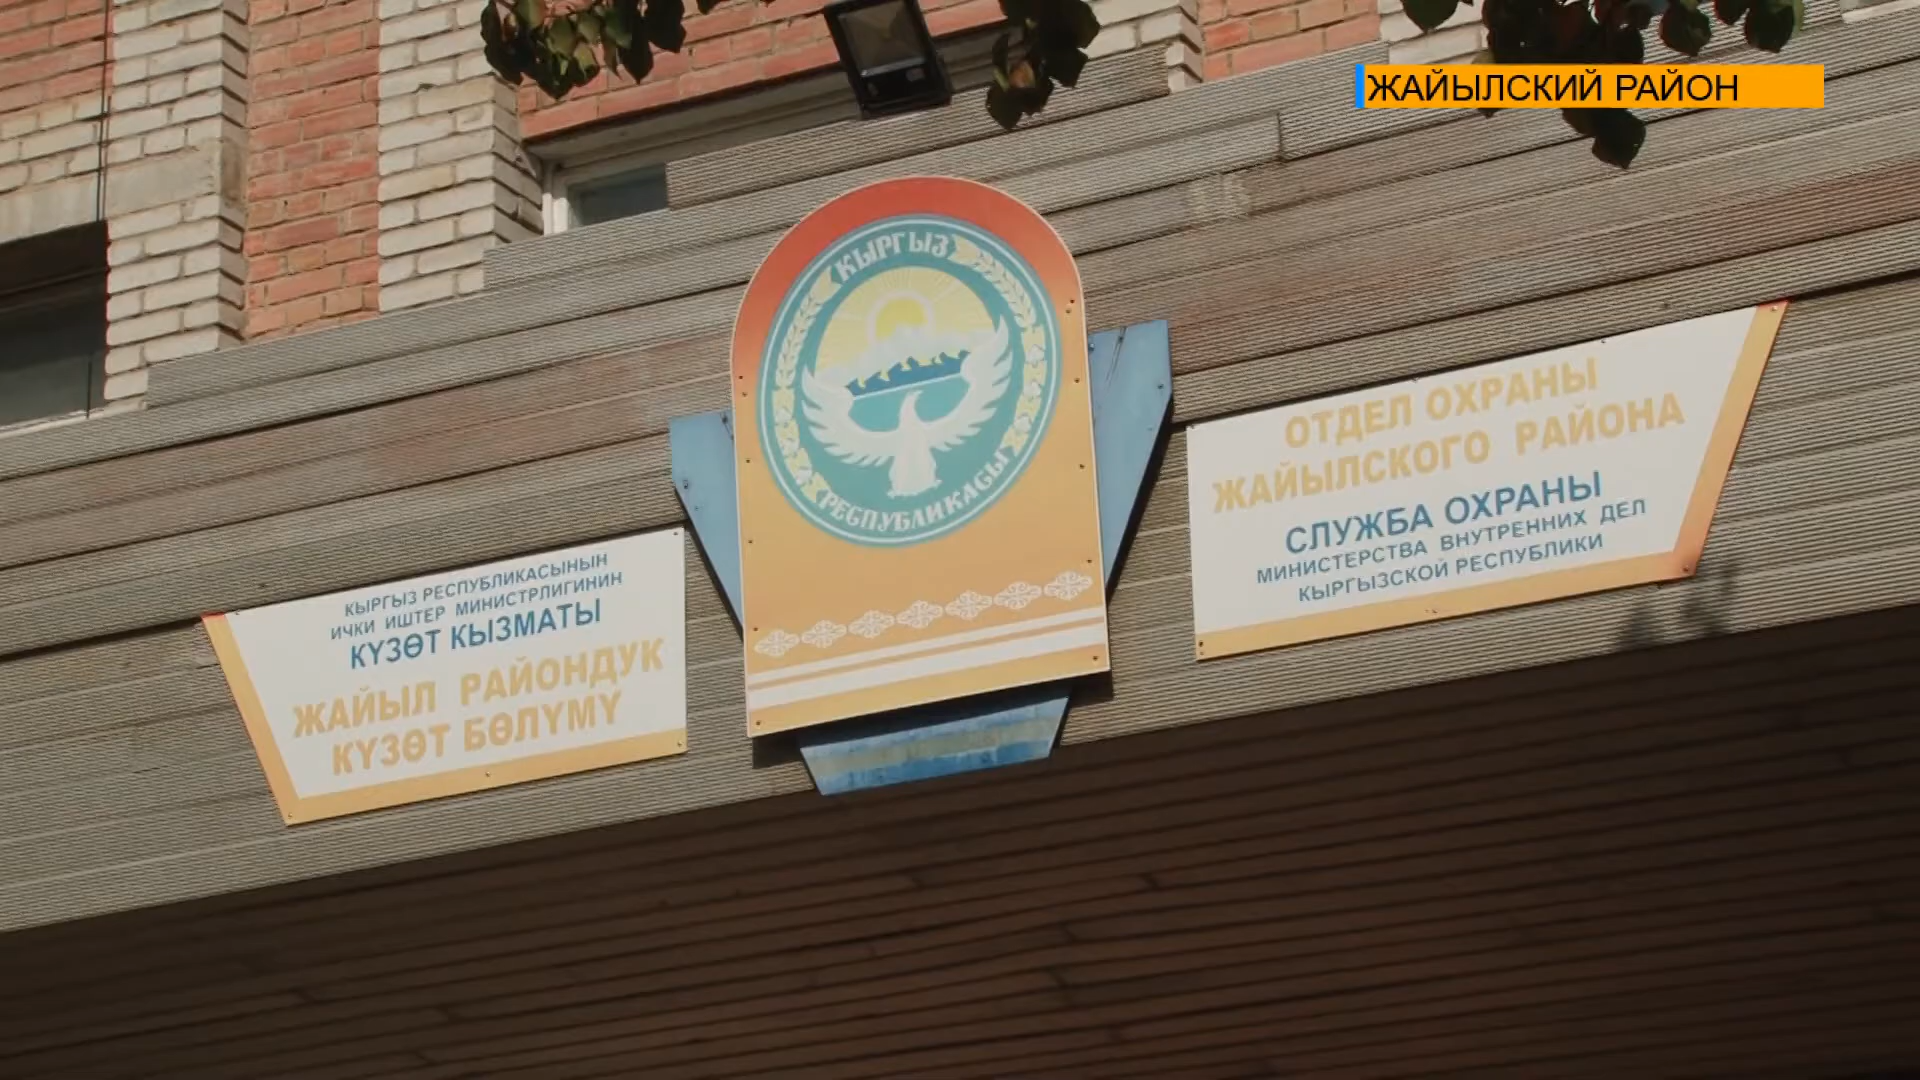 ЖАЙЫЛСКИЙ РАЙОН
КЫРГЫЗ
РЕСПУБЛИКАСЫ
КЫРГЫЗ РЕСПУБЛИКАСЫНЫН
ИЧКИ ИШТЕР МИНИСТРЛИГИНИН
КҮЗӨТ КЫЗМАТЫ
ЖАЙЫЛ РАЙОНДУК
КҮЗӨТ БӨЛҮМҮ
ОТДЕЛ ОХРАНЫ
ЖАЙЫЛСКОГО РАЙОНА
СЛУЖБА ОХРАНЫ
МИНИСТЕРСТВА ВНУТРЕННИХ ДЕЛ
КЫРГЫЗСКОЙ РЕСПУБЛИКИ